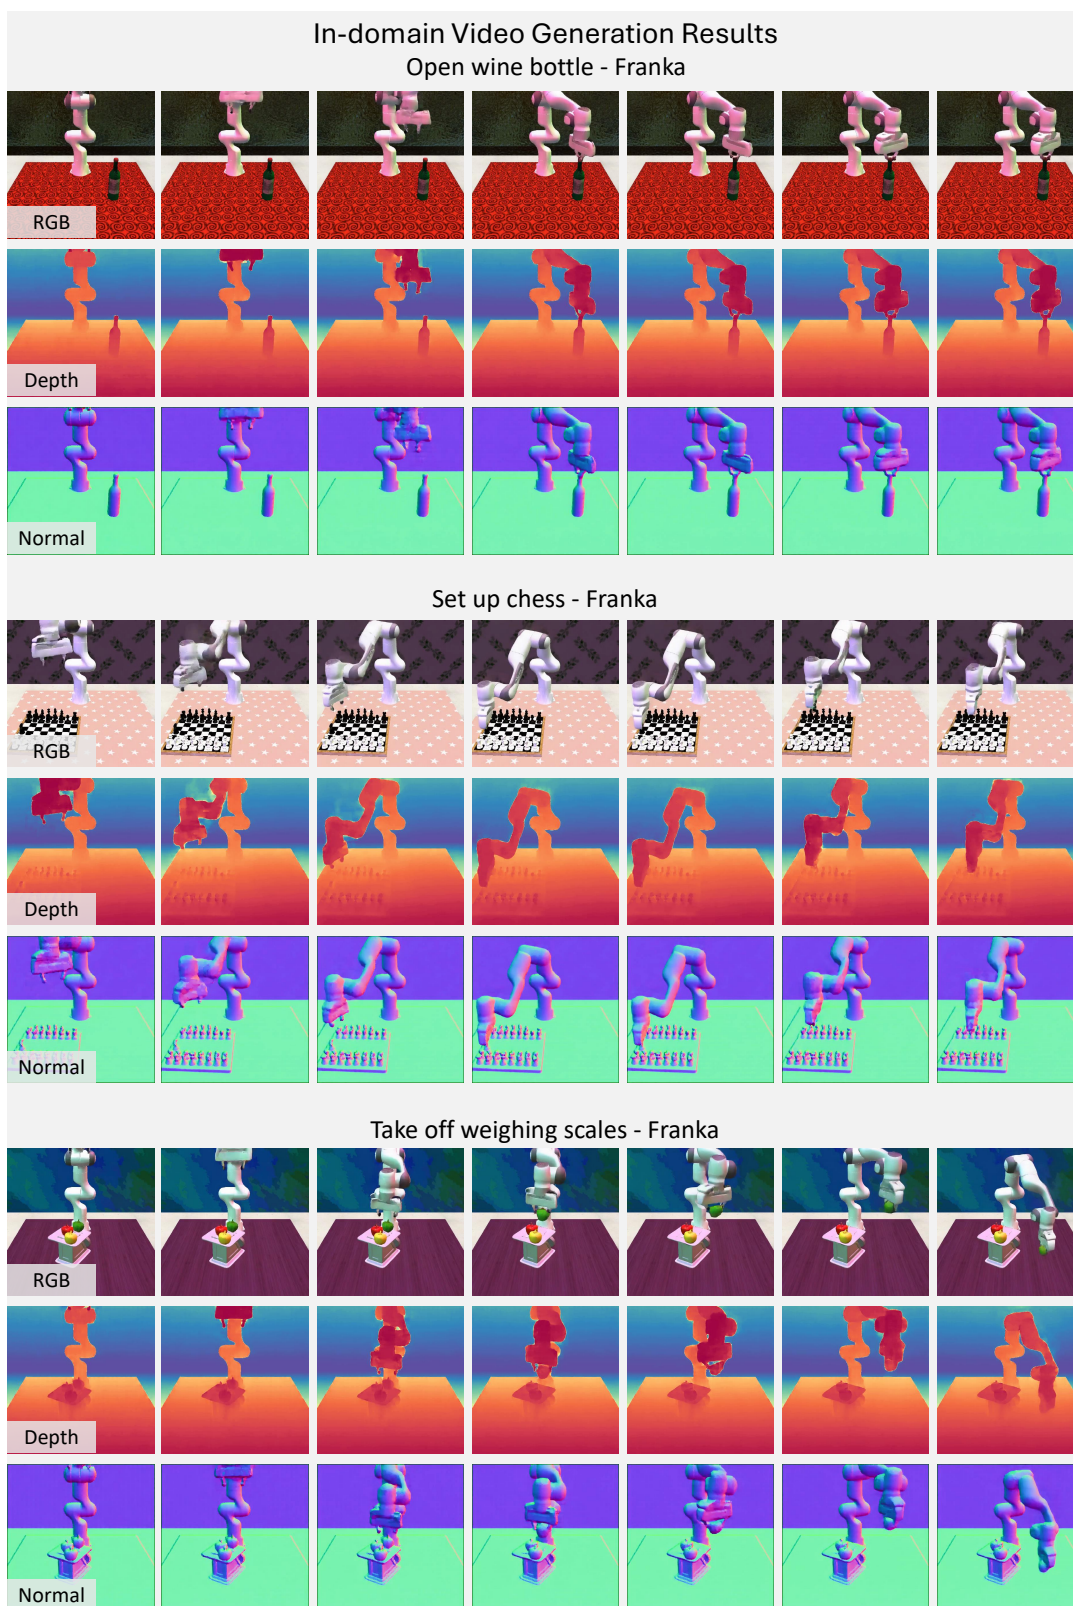 In-domain Video Generation Results
Open wine bottle - Franka
RGB
Depth
Normal
Set up chess - Franka
RGB
Depth
Normal
Take off weighing scales - Franka
RGB
Depth
Normal